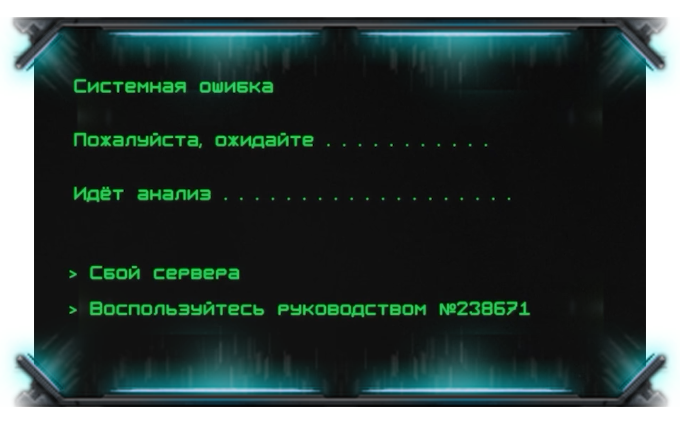 Системная ошибка
Пожалуйста, ожидайте . . . . . . . . . . .
Идёт анализ . . . . . . . . . . . . . . . . . . .
> Сбой сервера
> Воспользуйтесь руководством №238671